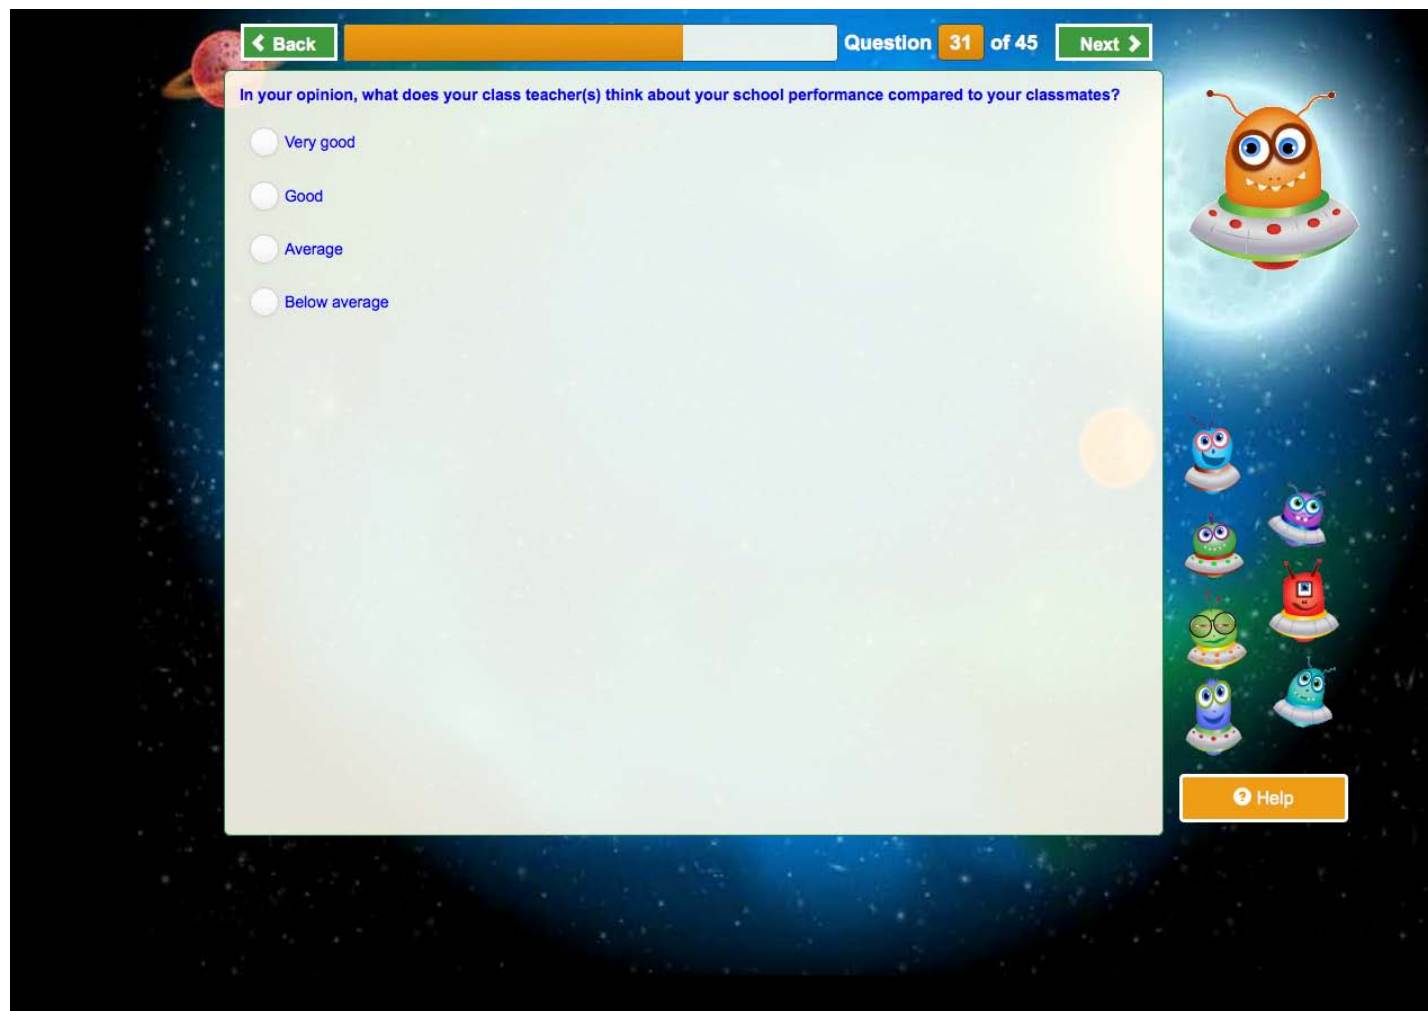 Back
Question 31 of 45
Next
In your opinion, what does your class teacher(s) think about your school performance compared to your classmates?
Very good
Good
Average
Below average
Help